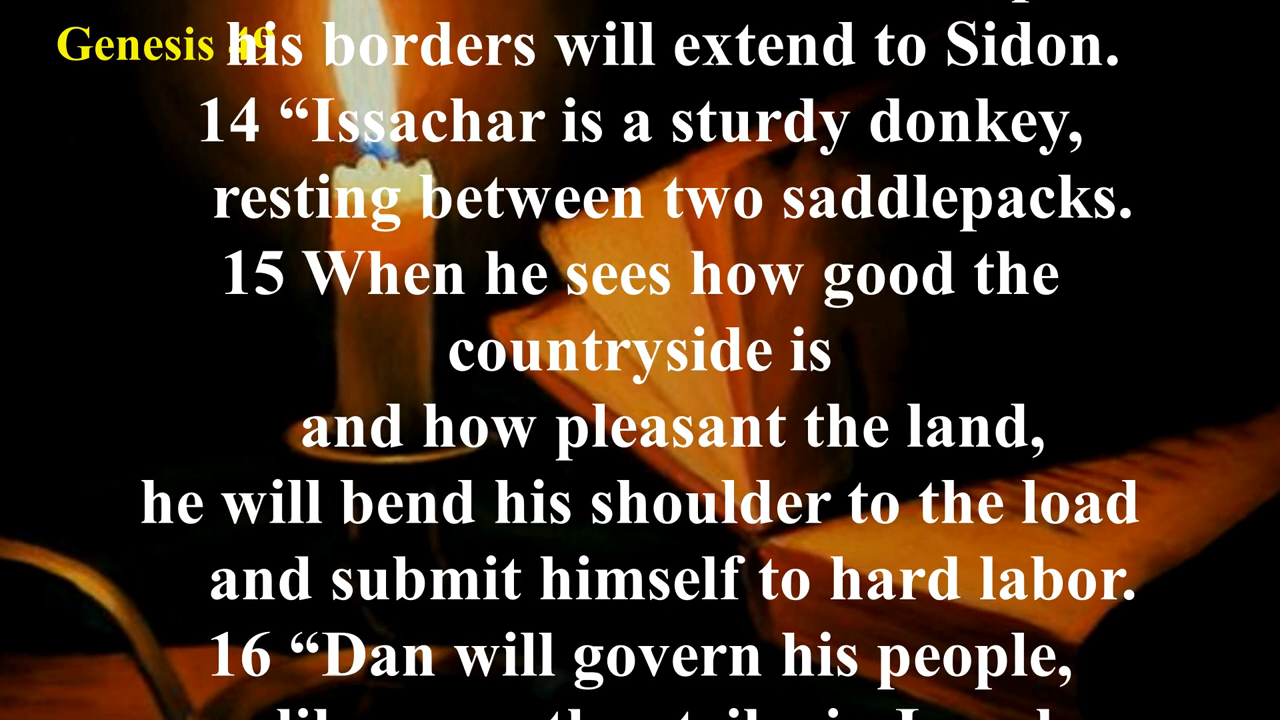 Genesis 49
his borders will extend to Sidon.
14 “Issachar is a sturdy donkey,
resting between two saddlepacks.
15 When he sees how good the
countryside is
and how pleasant the land,
he will bend his shoulder to the load
and submit himself to hard labor.
16 “Dan will govern his people,